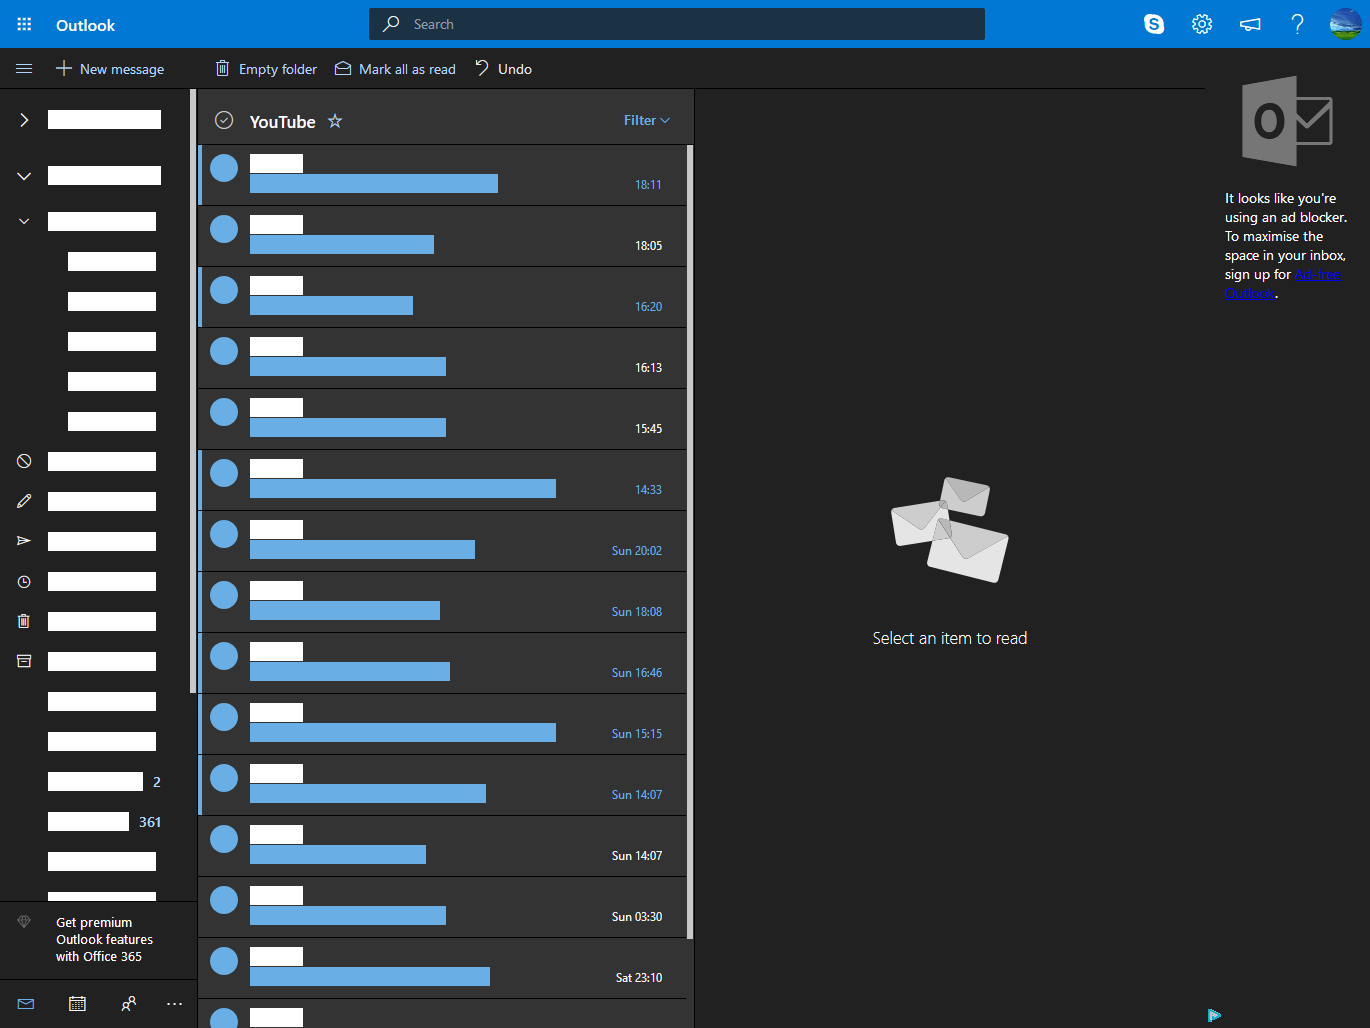 Outlook
Search
New message
Empty folder
Mark all as read
Undo
YouTube
Filter
18:11
18:05
16:20
16:13
15:45
14:33
Sun 20:02
Sun 18:08
Sun 16:46
Sun 15:15
Sun 14:07
Sun 14:07
Sun 03:30
Sat 23:10
2
361
Get premium
Outlook features
with Office 365
Select an item to read
It looks like you're
using an ad blocker.
To maximise the
space in your inbox,
sign up for Ad-free
Outlook.